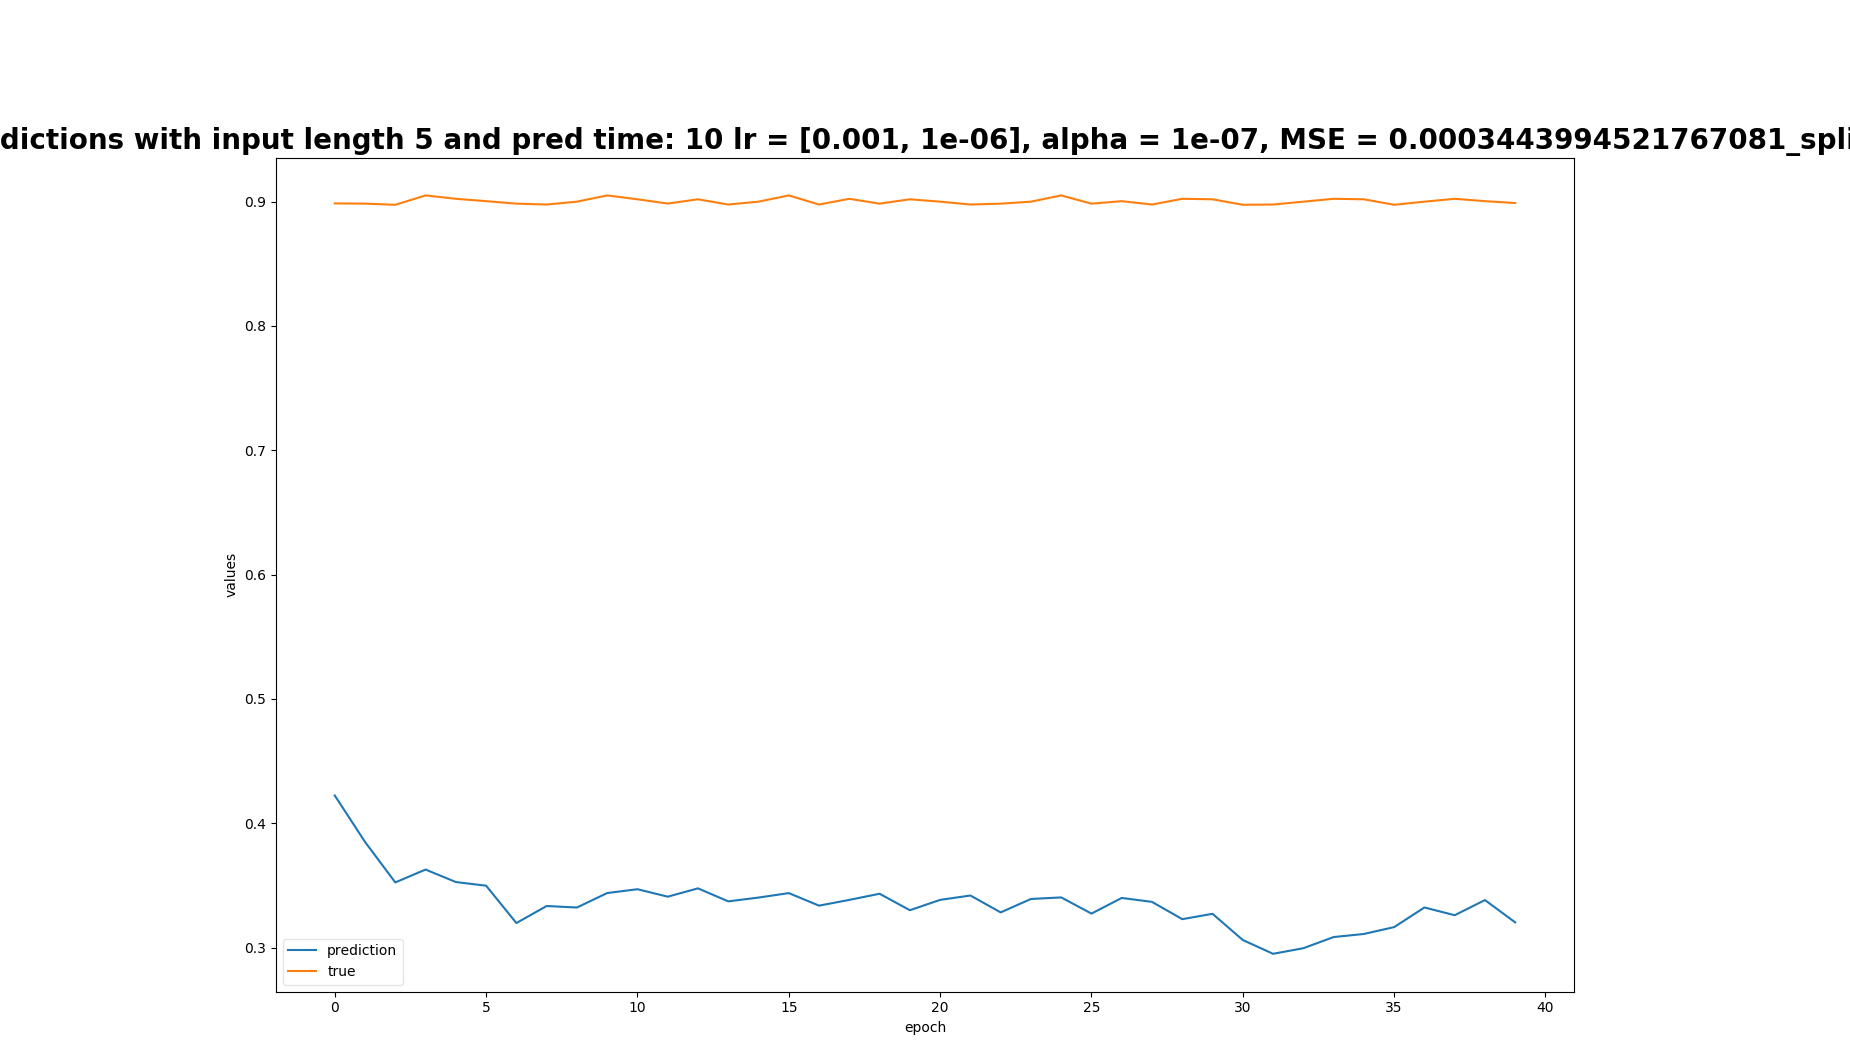 dictions with input length 5 and pred time: 10 lr = [0.001, 1e-06], alpha = 1e-07, MSE = 0.0003443994521767081_spli
0.9
0.8
0.7
0.6
0.5
0.4
0.3
values
prediction
true
0 5 10 15 20 25 30 35 40
epoch